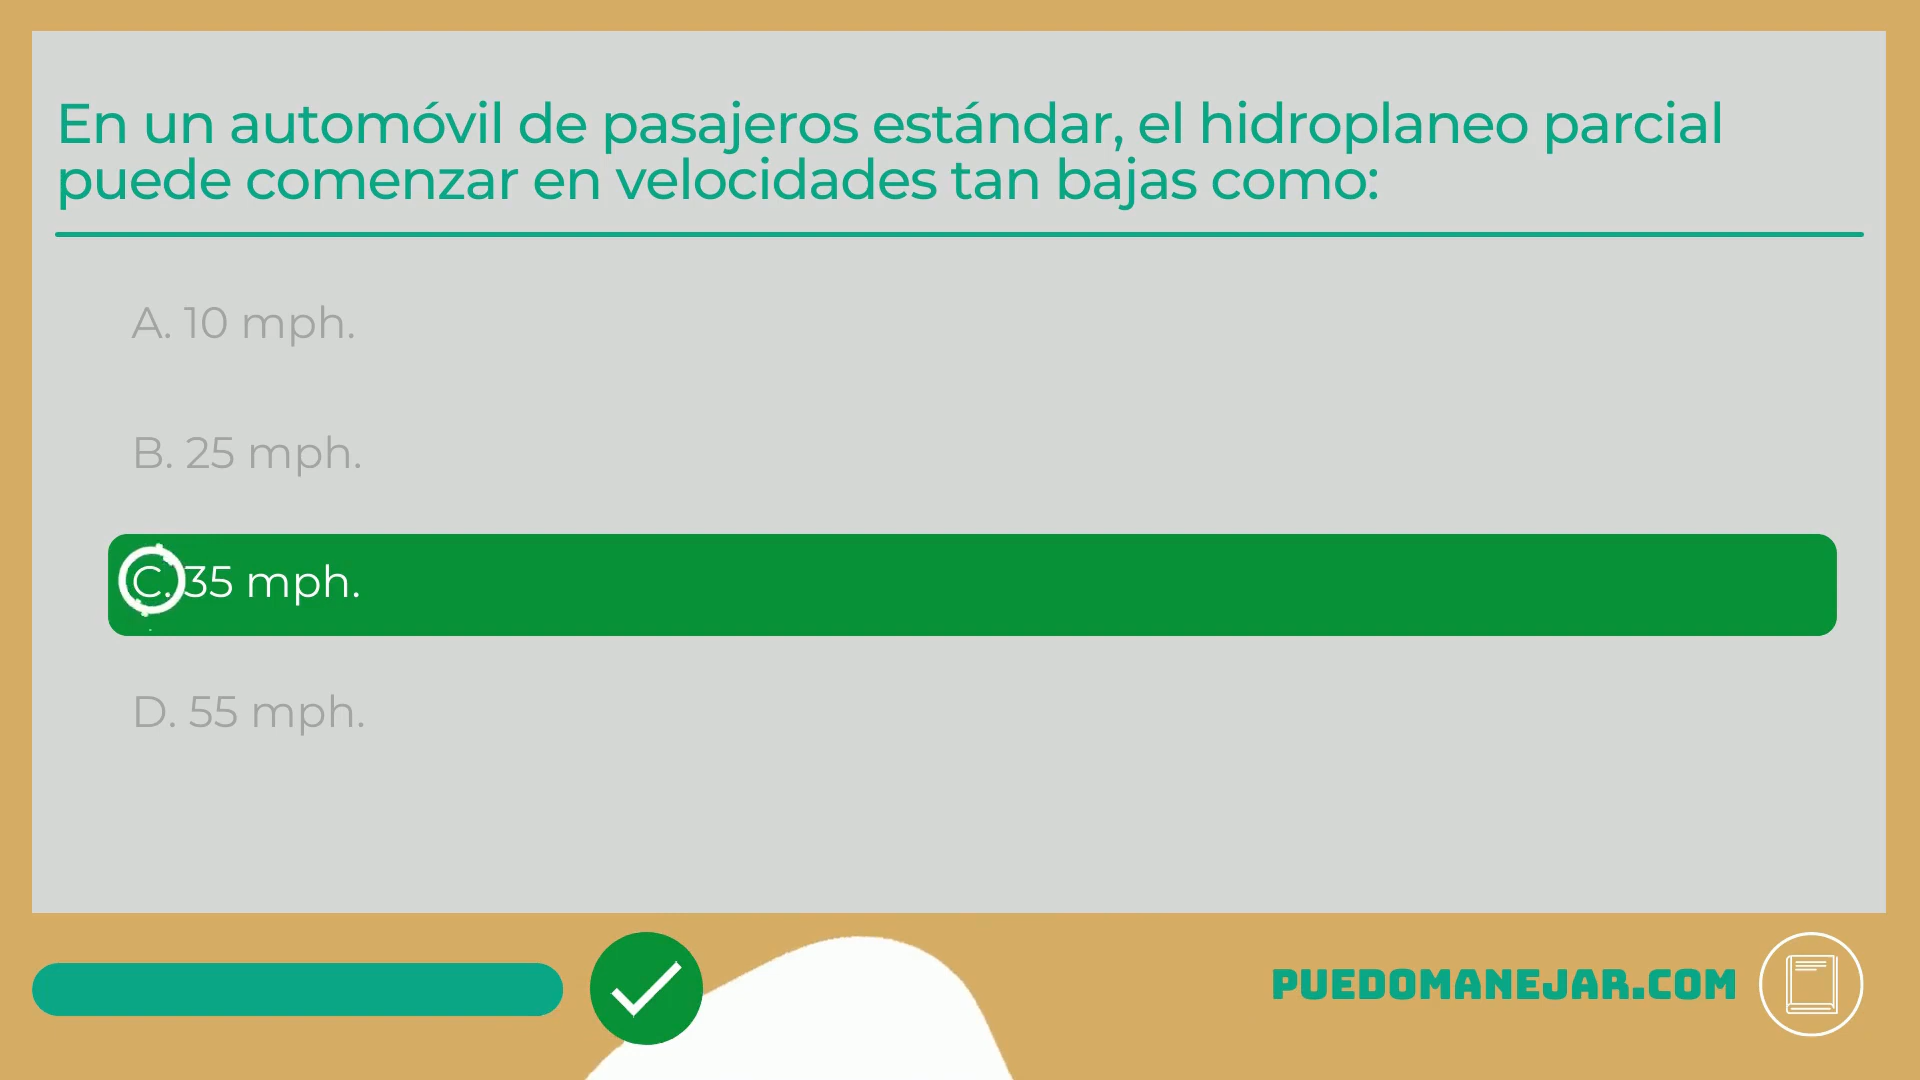 En un automóvil de pasajeros estándar, el hidroplaneo parcial
puede comenzar en velocidades tan bajas como:
A. 10 mph.
B. 25 mph.
C. 35 mph.
D. 55 mph.
PUEDOMANEJAR.COM